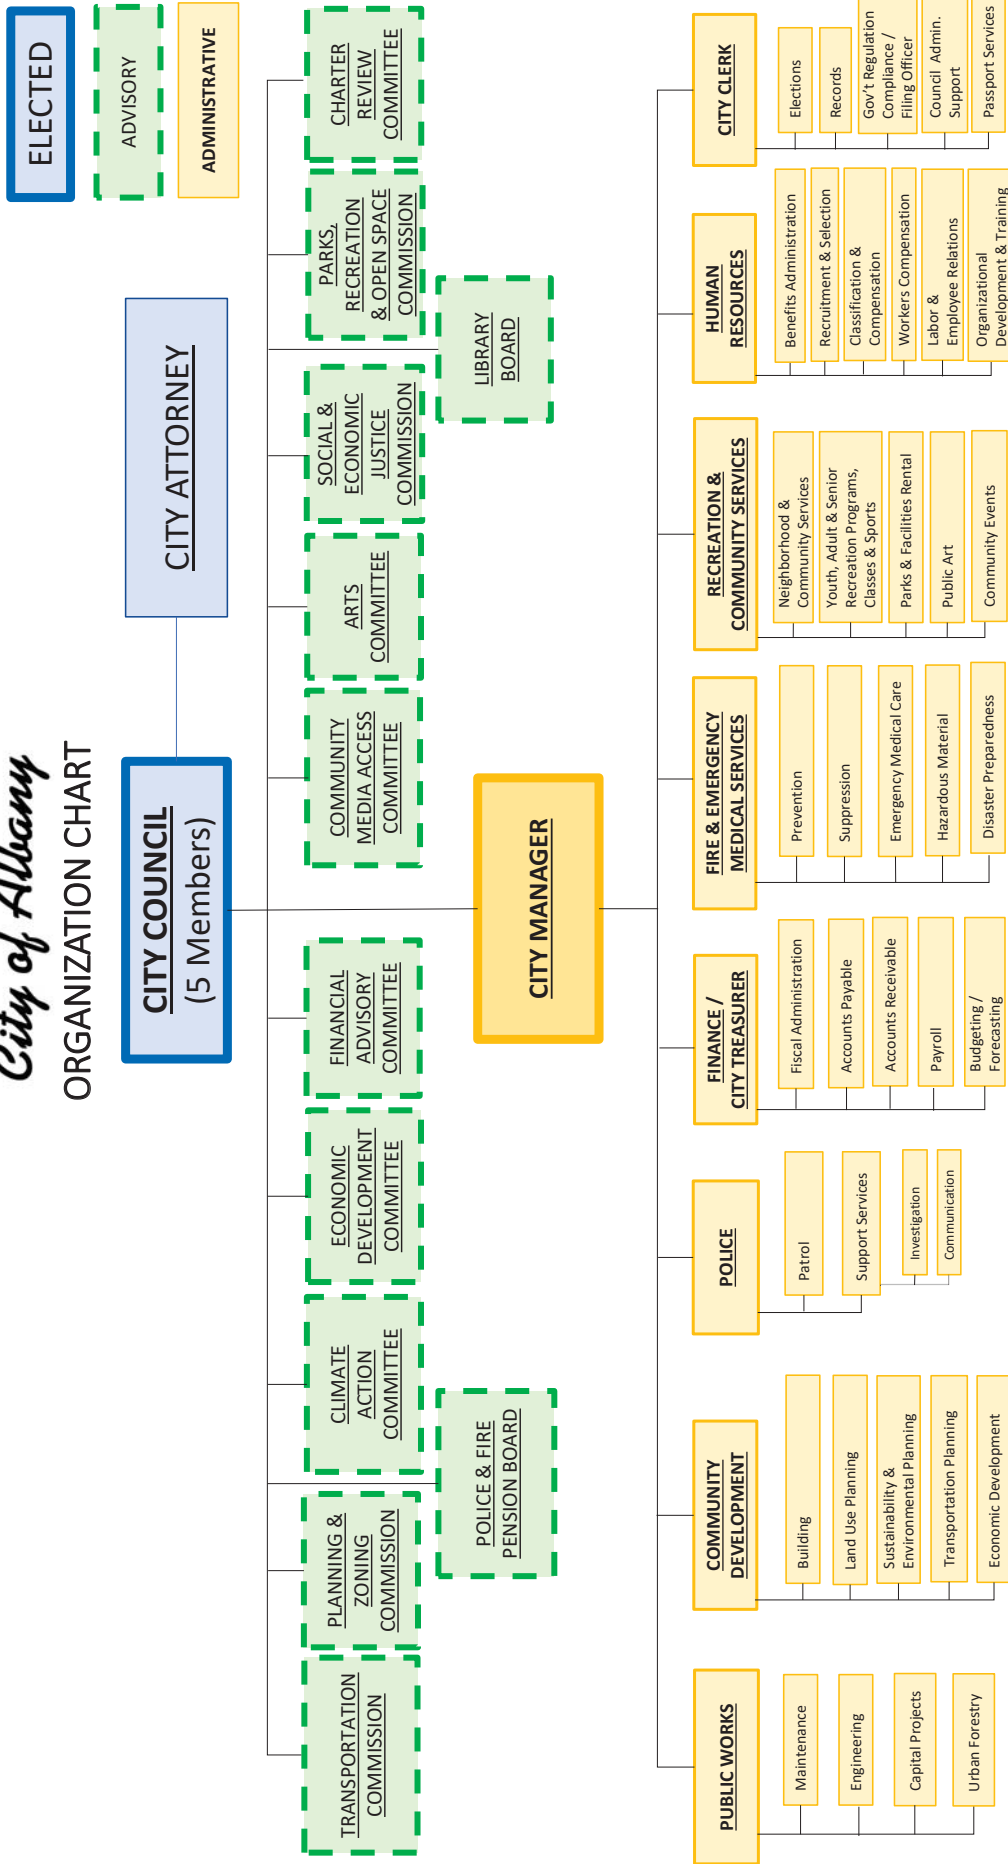 City of Albany
ORGANIZATION CHART
ELECTED
ADVISORY
ADMINISTRATIVE
CITY COUNCIL
(5 Members)
CITY ATTORNEY
TRANSPORTATION
COMMISSION
PLANNING &
ZONING
COMMISSION
CLIMATE
ACTION
COMMITTEE
ECONOMIC
DEVELOPMENT
COMMITTEE
FINANCIAL
ADVISORY
COMMITTEE
COMMUNITY
MEDIA ACCESS
COMMITTEE
ARTS
COMMITTEE
SOCIAL &
ECONOMIC
JUSTICE
COMMISSION
PARKS,
RECREATION
& OPEN SPACE
COMMISSION
CHARTER
REVIEW
COMMITTEE
POLICE & FIRE
PENSION BOARD
LIBRARY
BOARD
CITY MANAGER
PUBLIC WORKS
Maintenance
Engineering
Capital Projects
Urban Forestry
COMMUNITY
DEVELOPMENT
Building
Land Use Planning
Sustainability &
Environmental Planning
Transportation Planning
Economic Development
POLICE
Patrol
Support Services
Investigation
Communication
FINANCE /
CITY TREASURER
Fiscal Administration
Accounts Payable
Accounts Receivable
Payroll
Budgeting /
Forecasting
FIRE & EMERGENCY
MEDICAL SERVICES
Prevention
Suppression
Emergency Medical Care
Hazardous Material
Disaster Preparedness
RECREATION &
COMMUNITY SERVICES
Neighborhood &
Community Services
Youth, Adult & Senior
Recreation Programs,
Classes & Sports
Parks & Facilities Rental
Public Art
Community Events
HUMAN
RESOURCES
Benefits Administration
Recruitment & Selection
Classification &
Compensation
Workers Compensation
Labor &
Employee Relations
Organizational
Development & Training
CITY CLERK
Elections
Records
Gov't Regulation
Compliance /
Filing Officer
Council Admin.
Support
Passport Services